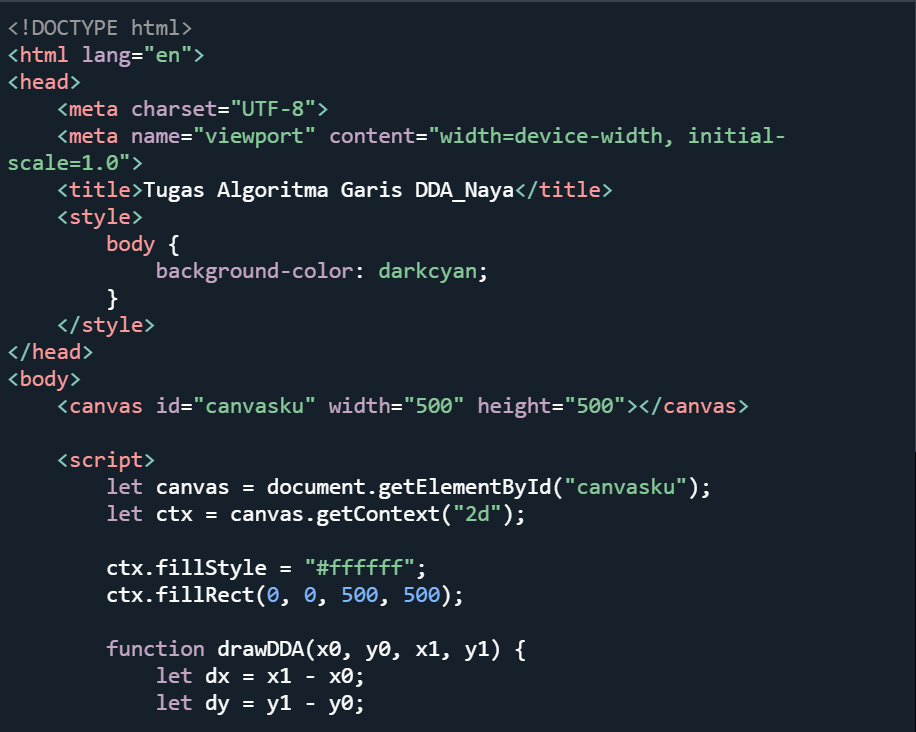 <!DOCTYPE html>
<html lang="en">
<head>
    <meta charset="UTF-8">
    <meta name="viewport" content="width=device-width, initial-
scale=1.0">
    <title>Tugas Algoritma Garis DDA_Naya</title>
    <style>
        body {
            background-color: darkcyan;
        }
    </style>
</head>
<body>
    <canvas id="canvasku" width="500" height="500"></canvas>

    <script>
        let canvas = document.getElementById("canvasku");
        let ctx = canvas.getContext("2d");

        ctx.fillStyle = "#ffffff";
        ctx.fillRect(0, 0, 500, 500);

        function drawDDA(x0, y0, x1, y1) {
            let dx = x1 - x0;
            let dy = y1 - y0;